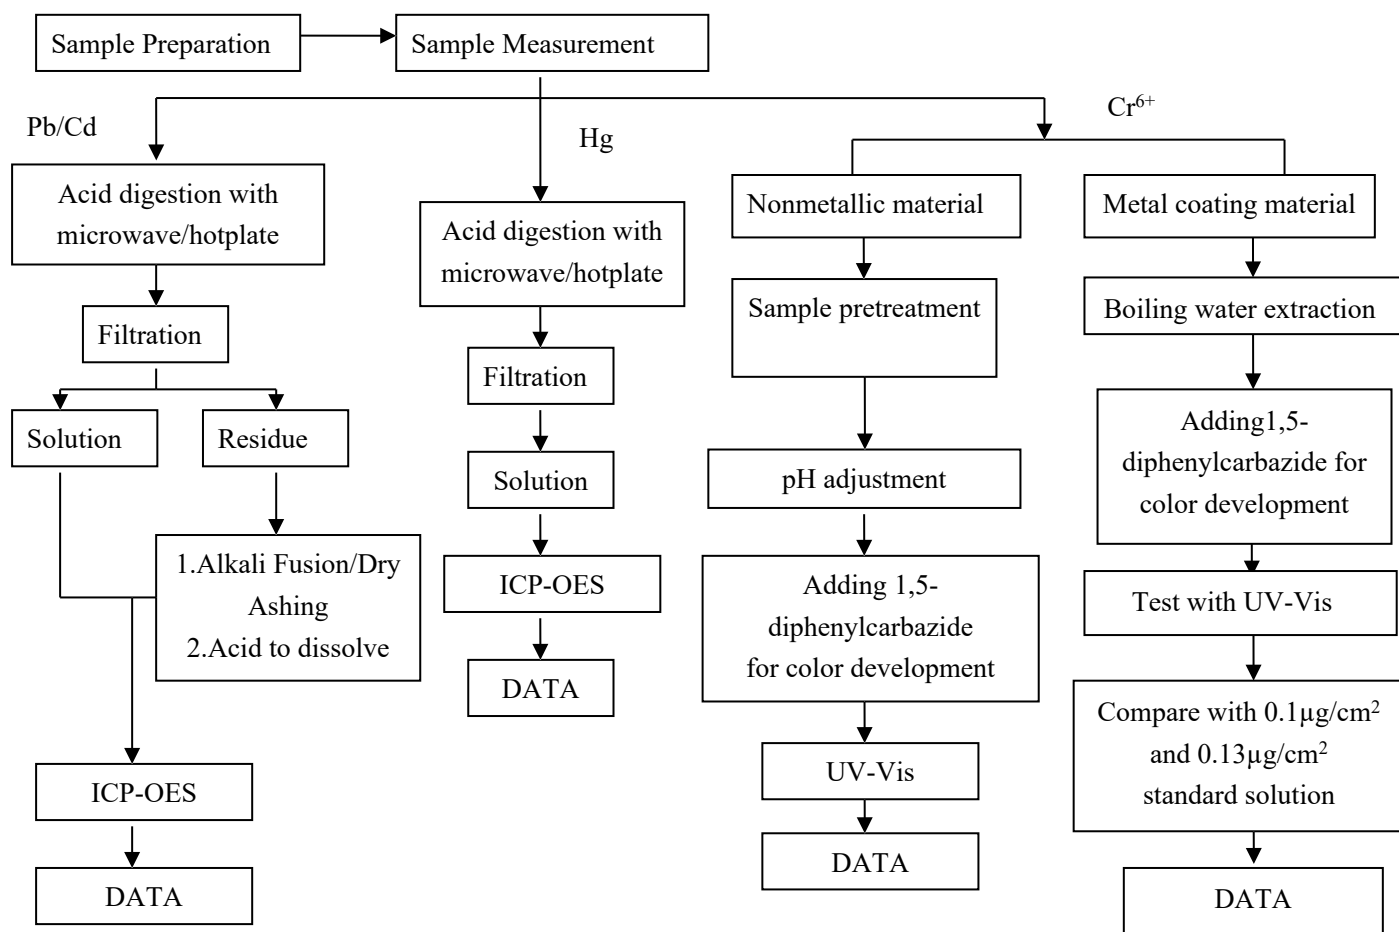 Sample Preparation
Sample Measurement
Pb/Cd
Hg
Cr⁶⁺
Acid digestion with
microwave/hotplate
Filtration
Solution
Residue
1.Alkali Fusion/Dry
Ashing
2.Acid to dissolve
ICP-OES
DATA
Acid digestion with
microwave/hotplate
Filtration
Solution
ICP-OES
DATA
Nonmetallic material
Sample pretreatment
pH adjustment
Adding 1,5-
diphenylcarbazide
for color development
UV-Vis
DATA
Metal coating material
Boiling water extraction
Adding1,5-
diphenylcarbazide for
color development
Test with UV-Vis
Compare with 0.1µg/cm²
and 0.13µg/cm²
standard solution
DATA